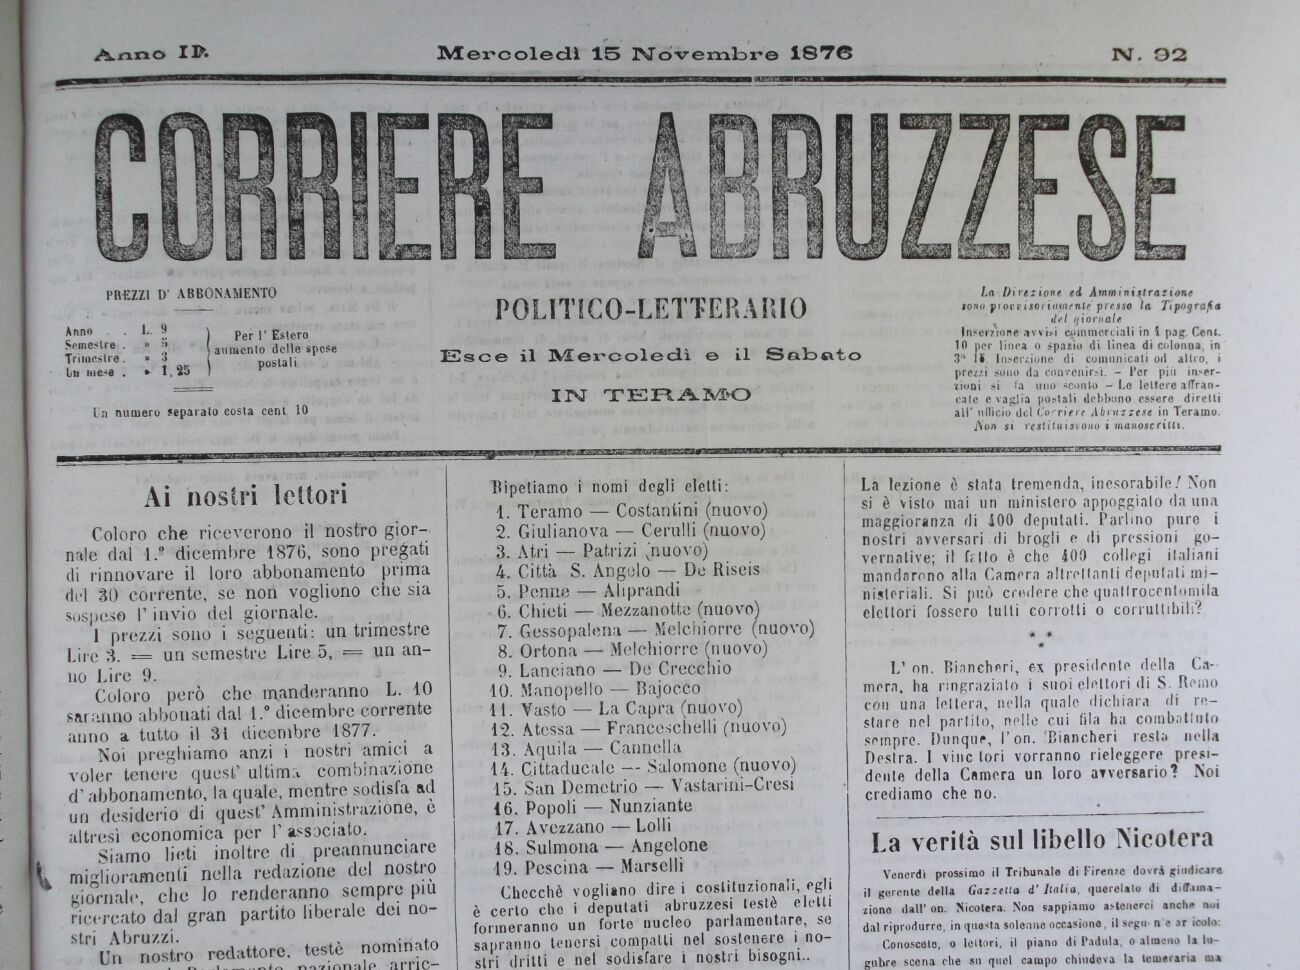 Anno II.
Mercoledì 15 Novembre 1876
N. 92
CORRIERE ABRUZZESE
PREZZI D' ABBONAMENTO
Anno . . L. 9
Semestre . » 5
Trimestre . » 3
Un mese . » 1,25
Per l' Estero
aumento delle spese
postali
Un numero separato costa cent. 10
POLITICO-LETTERARIO
Esce il Mercoledì e il Sabato
IN TERAMO
La Direzione ed Amministrazione
sono provvisoriamente presso la Tipografia
del giornale
Inserzione avvisi commerciali in 4 pag. Cent.
10 per linea o spazio di linea di colonna, in
3ª 15. Inserzione di comunicati od altro, i
prezzi sono da convenirsi. - Per più inser-
zioni si fa uno sconto - Le lettere affran-
cate e vaglia postali debbono essere diretti
all' ufficio del Corriere Abruzzese in Teramo.
Non si restituiscono i manoscritti.
Ai nostri lettori
Coloro che riceverono il nostro gior-
nale dal 1.º dicembre 1876, sono pregati
di rinnovare il loro abbonamento prima
del 30 corrente, se non vogliono che sia
sospeso l' invio del giornale.
I prezzi sono i seguenti: un trimestre
Lire 3. = un semestre Lire 5, = un an-
no Lire 9.
Coloro però che manderanno L. 10
saranno abbonati dal 1.º dicembre corrente
anno a tutto il 31 dicembre 1877.
Noi preghiamo anzi i nostri amici a
voler tenere quest' ultima combinazione
d' abbonamento, la quale, mentre sodisfa ad
un desiderio di quest' Amministrazione, è
altresì economica per l' associato.
Siamo lieti inoltre di preannunciare
miglioramenti nella redazione del nostro
giornale, che lo renderanno sempre più
ricercato dal gran partito liberale dei no-
stri Abruzzi.
Un nostro redattore, testè nominato
Parlamento nazionale arric-
Ripetiamo i nomi degli eletti:
1. Teramo — Costantini (nuovo)
2. Giulianova — Cerulli (nuovo)
3. Atri — Patrizi (nuovo)
4. Città S. Angelo — De Riseis
5. Penne — Aliprandi
6. Chieti — Mezzanotte (nuovo)
7. Gessopalena — Melchiorre (nuovo)
8. Ortona — Melchiorre (nuovo)
9. Lanciano — De Crecchio
10. Manopello — Bajocco
11. Vasto — La Capra (nuovo)
12. Atessa — Franceschelli (nuovo)
13. Aquila — Cannella
14. Cittaducale — Salomone (nuovo)
15. San Demetrio — Vastarini-Cresi
16. Popoli — Nunziante
17. Avezzano — Lolli
18. Sulmona — Angelone
19. Pescina — Marselli
Checchè vogliano dire i costituzionali, egli
è certo che i deputati abruzzesi testè eletti
formeranno un forte nucleo parlamentare, se
sapranno tenersi compatti nel sostenere i no-
stri dritti e nel sodisfare i nostri bisogni..
La lezione è stata tremenda, inesorabile! Non
si è visto mai un ministero appoggiato da una
maggioranza di 400 deputati. Parlino pure i
nostri avversari di brogli e di pressioni go-
vernative; il fatto è che 400 collegi italiani
mandarono alla Camera altrettanti deputati mi-
nisteriali. Si può credere che quattrocentomila
elettori fossero tutti corrotti o corruttibili?
* *
*
L' on. Biancheri, ex presidente della Ca-
mera, ha ringraziato i suoi elettori di S. Remo
con una lettera, nella quale dichiara di re-
stare nel partito, nelle cui fila ha combattuto
sempre. Dunque, l'on. Biancheri resta nella
Destra. I vincitori vorranno rieleggere presi-
dente della Camera un loro avversario? Noi
crediamo che no.
La verità sul libello Nicotera
Venerdì prossimo il Tribunale di Firenze dovrà giudicare
il gerente della Gazzetta d'Italia, querelato di diffama-
zione dall'on. Nicotera. Non sappiamo astenerci anche noi
dal riprodurre, in questa solenne occasione, il seguente articolo:
Conoscete, o lettori, il piano di Padula, o almeno la lu-
gubre scena che su quel campo chiudeva la temeraria ma